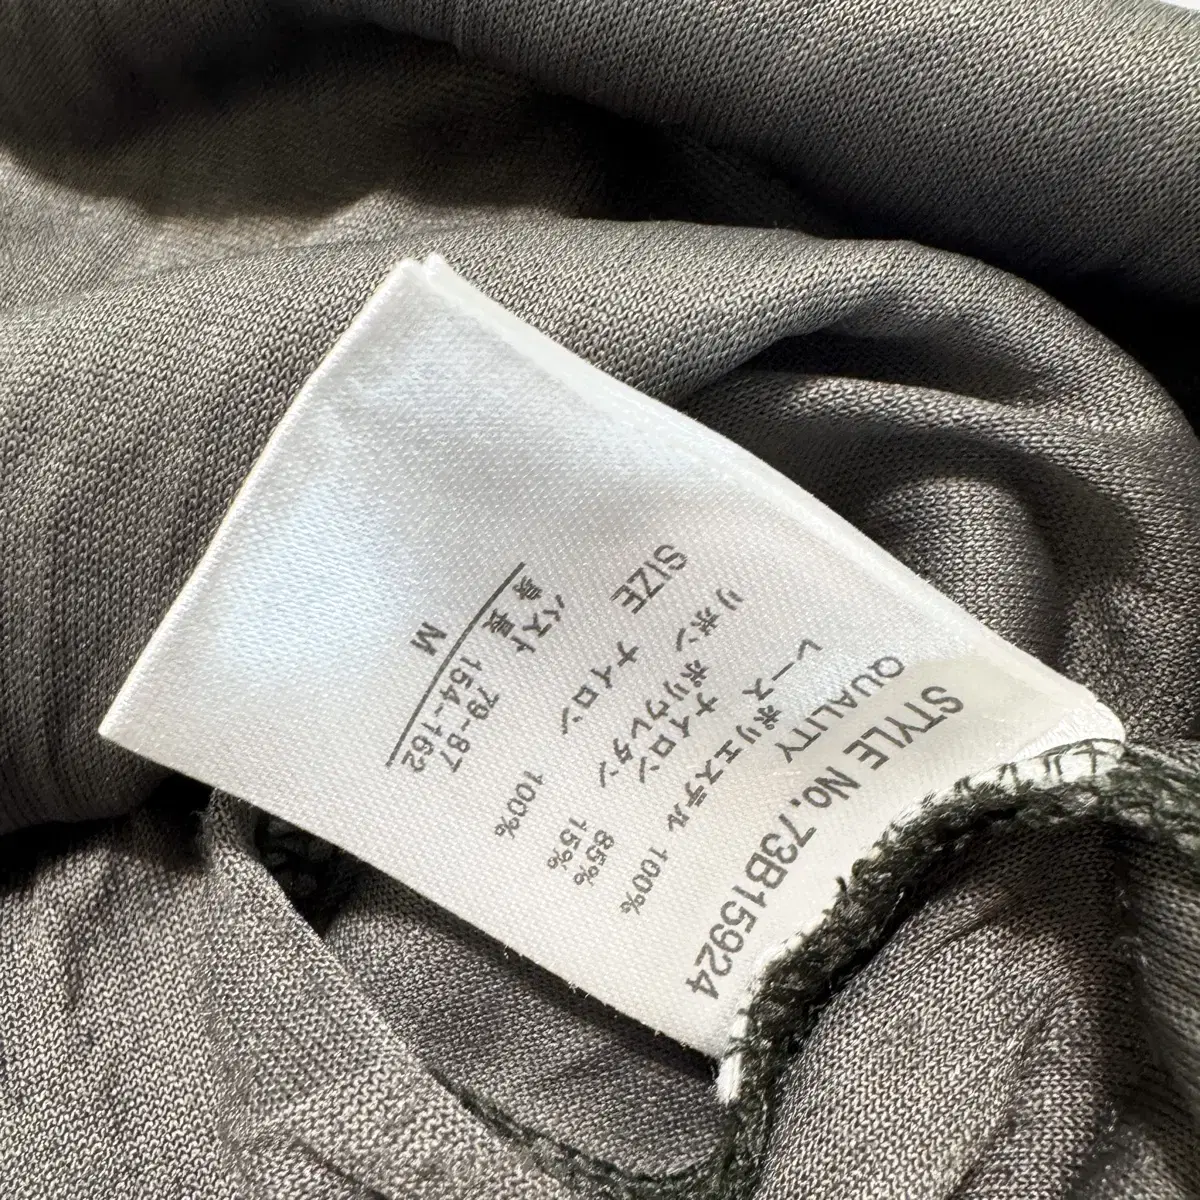 STYLE No.73B15924
QUALITY
レース ポリエステル 100%
ナイロン 85%
ポリウレタン 15%
リボン ナイロン 100%
SIZE
バスト 79-87
身長 154-162
M